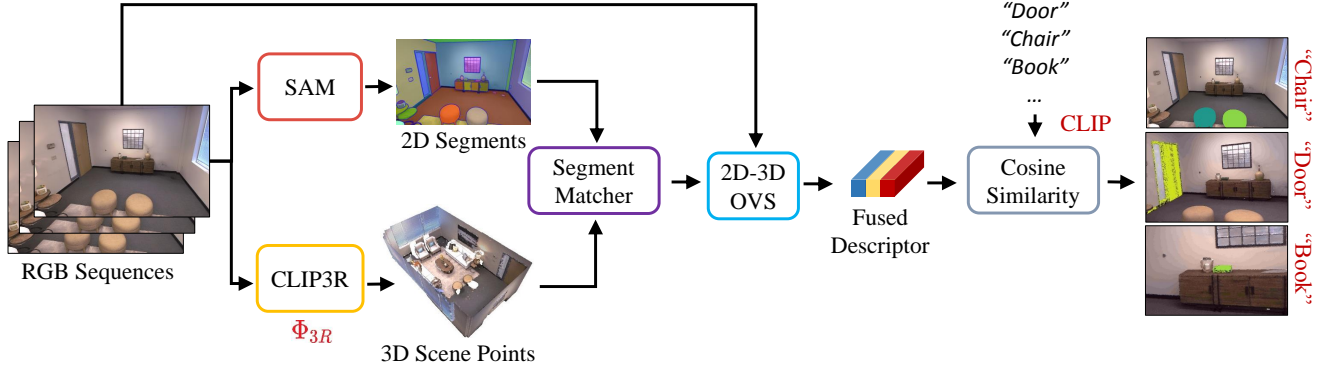 "Door"
"Chair"
"Book"
...
CLIP
SAM
2D Segments
RGB Sequences
CLIP3R
Φ3R
3D Scene Points
Segment
Matcher
2D-3D
OVS
Fused
Descriptor
Cosine
Similarity
"Chair"
"Door"
"Book"